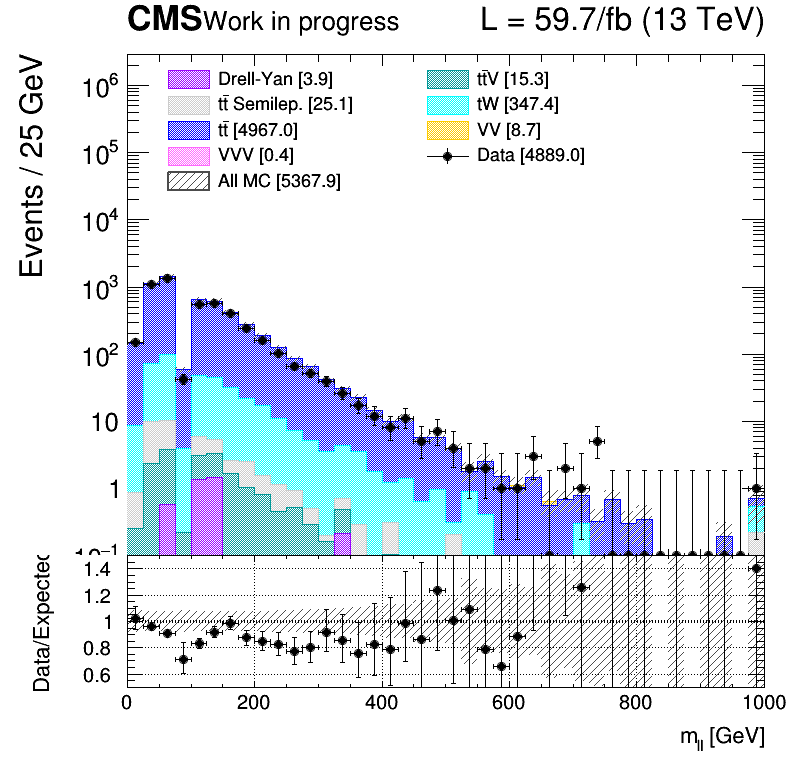 CMS Work in progress L = 59.7/fb (13 TeV)
Events / 25 GeV
Drell-Yan [3.9]
tt̄V [15.3]
tt̄ Semilep. [25.1]
tW [347.4]
tt̄ [4967.0]
VV [8.7]
VVV [0.4]
Data [4889.0]
All MC [5367.9]
10⁶
10⁵
10⁴
10³
10²
10
1
10⁻¹
Data/Expected
1.4
1.2
1
0.8
0.6
0 200 400 600 800 1000
m_ll [GeV]